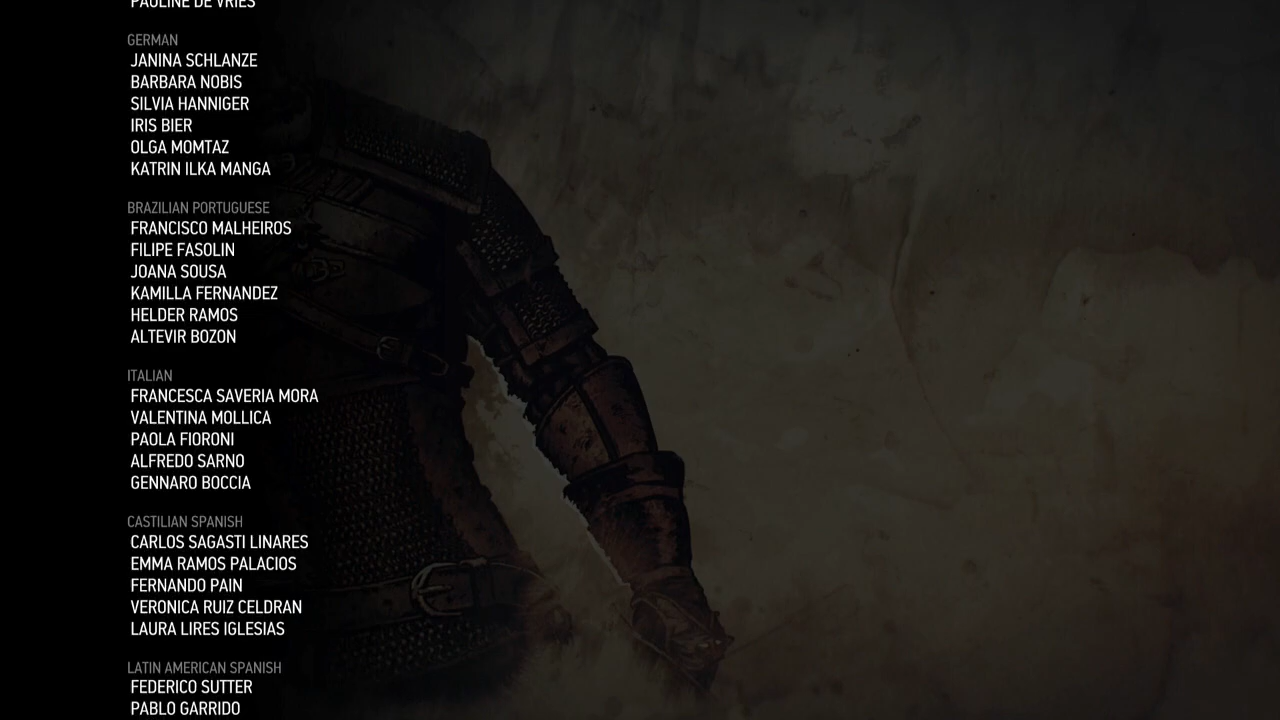 PAULINE DE VRIES
GERMAN
JANINA SCHLANZE
BARBARA NOBIS
SILVIA HANNIGER
IRIS BIER
OLGA MOMTAZ
KATRIN ILKA MANGA
BRAZILIAN PORTUGUESE
FRANCISCO MALHEIROS
FILIPE FASOLIN
JOANA SOUSA
KAMILLA FERNANDEZ
HELDER RAMOS
ALTEVIR BOZON
ITALIAN
FRANCESCA SAVERIA MORA
VALENTINA MOLLICA
PAOLA FIORONI
ALFREDO SARNO
GENNARO BOCCIA
CASTILIAN SPANISH
CARLOS SAGASTI LINARES
EMMA RAMOS PALACIOS
FERNANDO PAIN
VERONICA RUIZ CELDRAN
LAURA LIRES IGLESIAS
LATIN AMERICAN SPANISH
FEDERICO SUTTER
PABLO GARRIDO